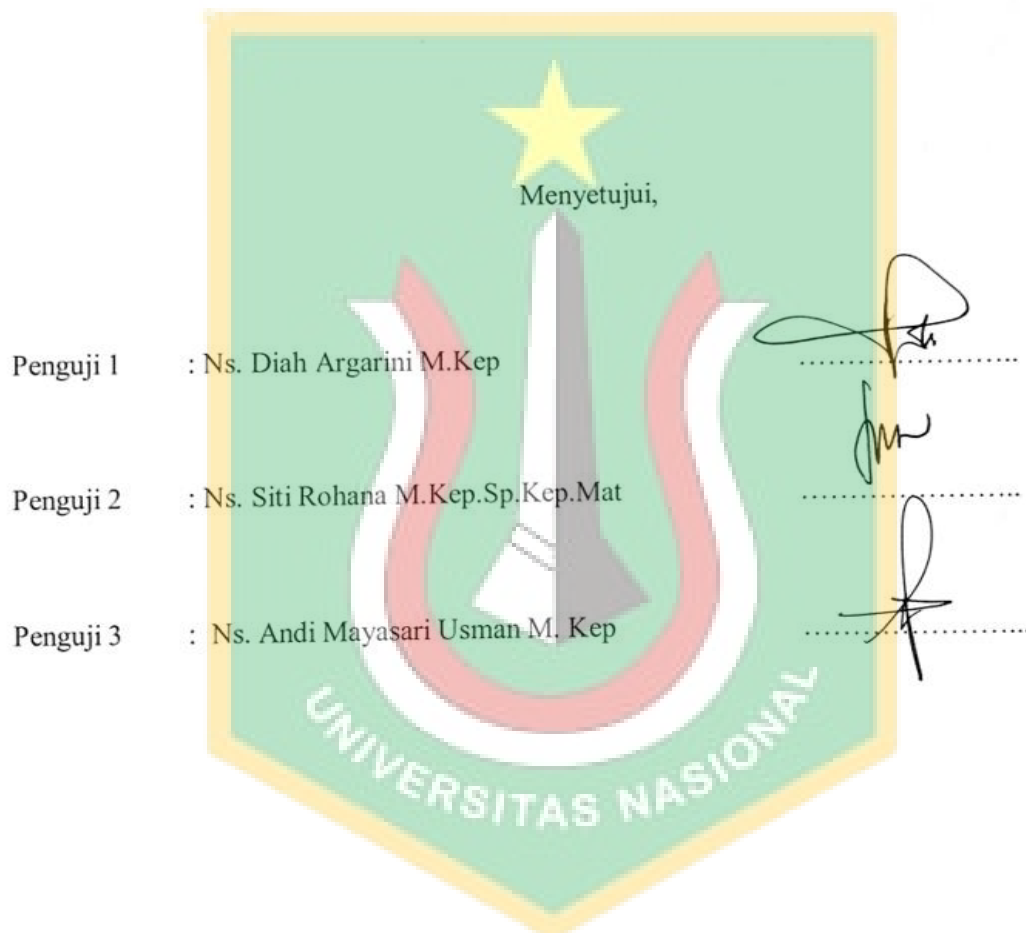 Menyetujui,
Penguji 1 : Ns. Diah Argarini M.Kep ........................
Penguji 2 : Ns. Siti Rohana M.Kep.Sp.Kep.Mat ........................
Penguji 3 : Ns. Andi Mayasari Usman M. Kep ........................
UNIVERSITAS NASIONAL